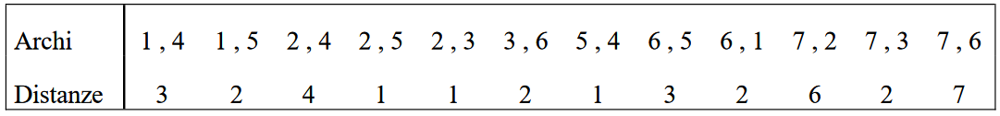 Archi 1 , 4 1 , 5 2 , 4 2 , 5 2 , 3 3 , 6 5 , 4 6 , 5 6 , 1 7 , 2 7 , 3 7 , 6
Distanze 3 2 4 1 1 2 1 3 2 6 2 7